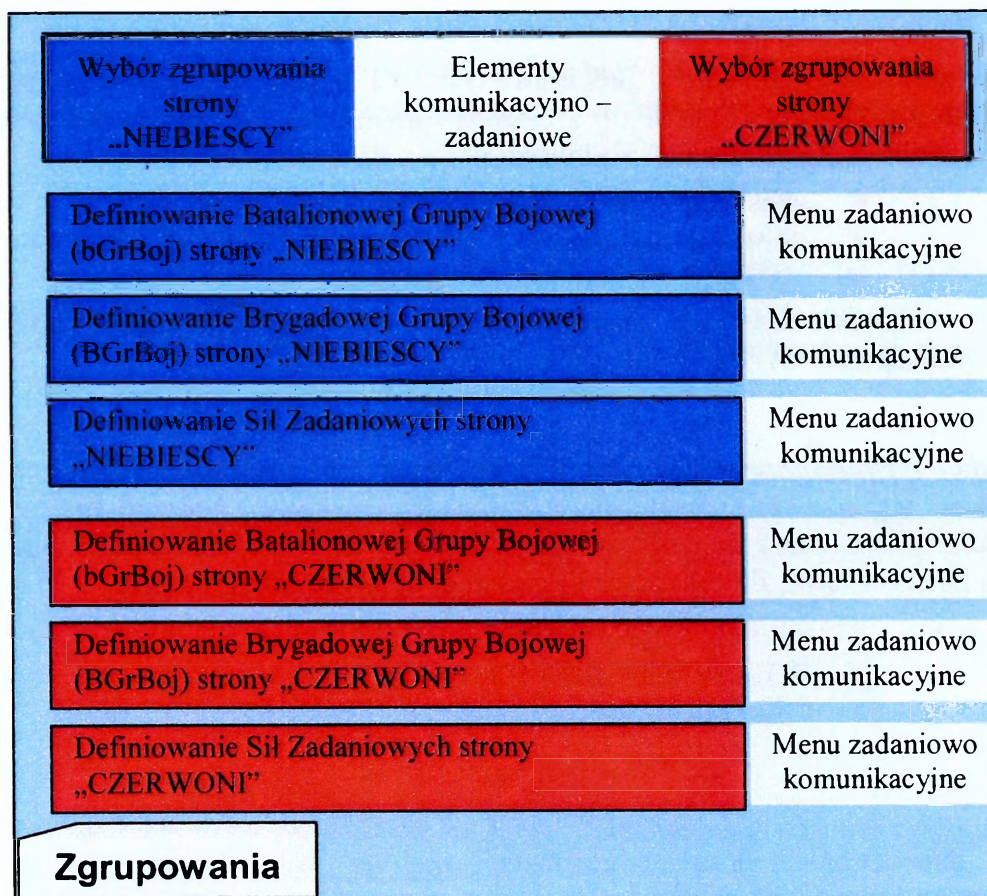 Wybór zgrupowania
strony
„NIEBIESCY”
Elementy
komunikacyjno –
zadaniowe
Wybór zgrupowania
strony
„CZERWONI”
Definiowanie Batalionowej Grupy Bojowej
(bGrBoj) strony „NIEBIESCY”
Menu zadaniowo
komunikacyjne
Definiowanie Brygadowej Grupy Bojowej
(BGrBoj) strony „NIEBIESCY”
Menu zadaniowo
komunikacyjne
Definiowanie Sił Zadaniowych strony
„NIEBIESCY”
Menu zadaniowo
komunikacyjne
Definiowanie Batalionowej Grupy Bojowej
(bGrBoj) strony „CZERWONI”
Menu zadaniowo
komunikacyjne
Definiowanie Brygadowej Grupy Bojowej
(BGrBoj) strony „CZERWONI”
Menu zadaniowo
komunikacyjne
Definiowanie Sił Zadaniowych strony
„CZERWONI”
Menu zadaniowo
komunikacyjne
Zgrupowania